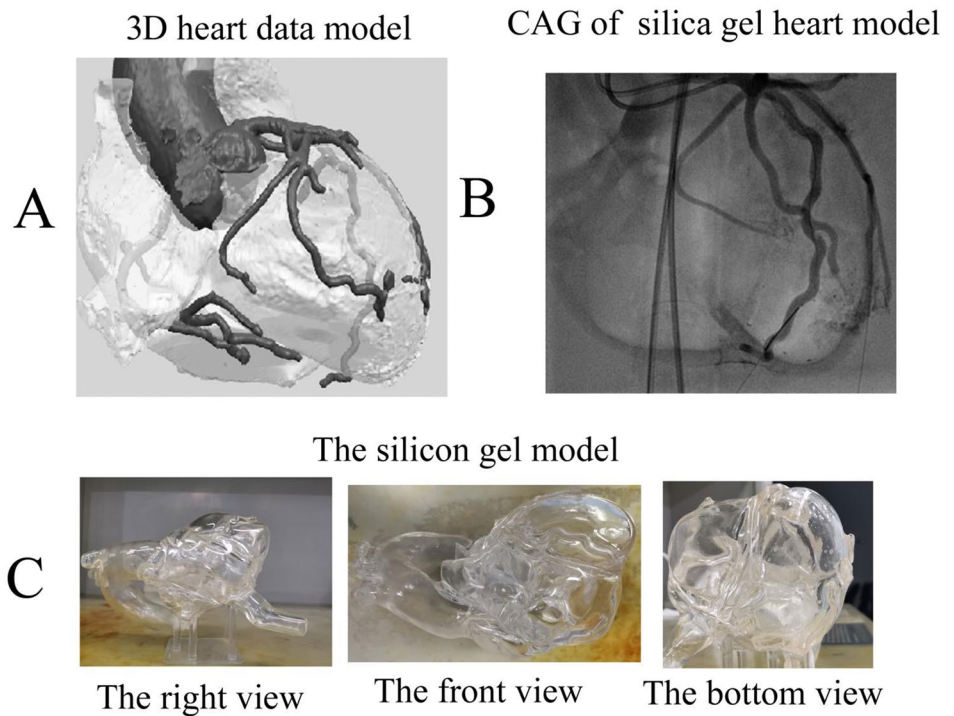 3D heart data model
CAG of silica gel heart model
A
B
The silicon gel model
C
The right view
The front view
The bottom view